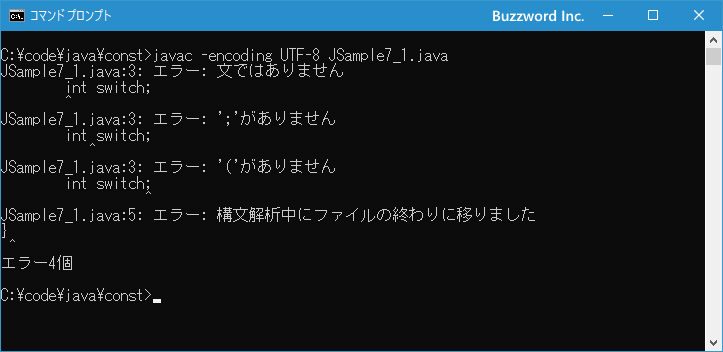 コマンドプロンプト
Buzzword Inc.
C:¥code¥java¥const>javac -encoding UTF-8 JSample7_1.java
JSample7_1.java:3: エラー: 文ではありません
int switch;
^
JSample7_1.java:3: エラー: ';'がありません
int switch;
^
JSample7_1.java:3: エラー: '('がありません
int switch;
^
JSample7_1.java:5: エラー: 構文解析中にファイルの終わりに移りました
}
^
エラー4個
C:¥code¥java¥const>